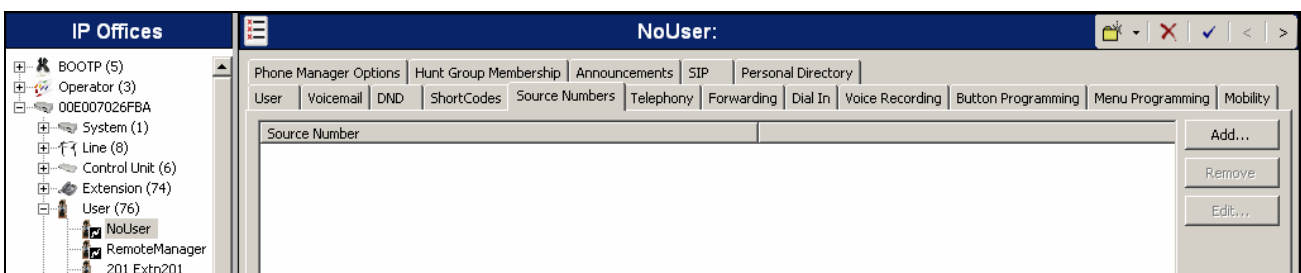 IP Offices
NoUser:
< >
BOOTP (5)
Operator (3)
00E007026FBA
System (1)
Line (8)
Control Unit (6)
Extension (74)
User (76)
NoUser
RemoteManager
201 Extn201
Phone Manager Options Hunt Group Membership Announcements SIP Personal Directory
User Voicemail DND ShortCodes Source Numbers Telephony Forwarding Dial In Voice Recording Button Programming Menu Programming Mobility
Source Number
Add...
Remove
Edit...